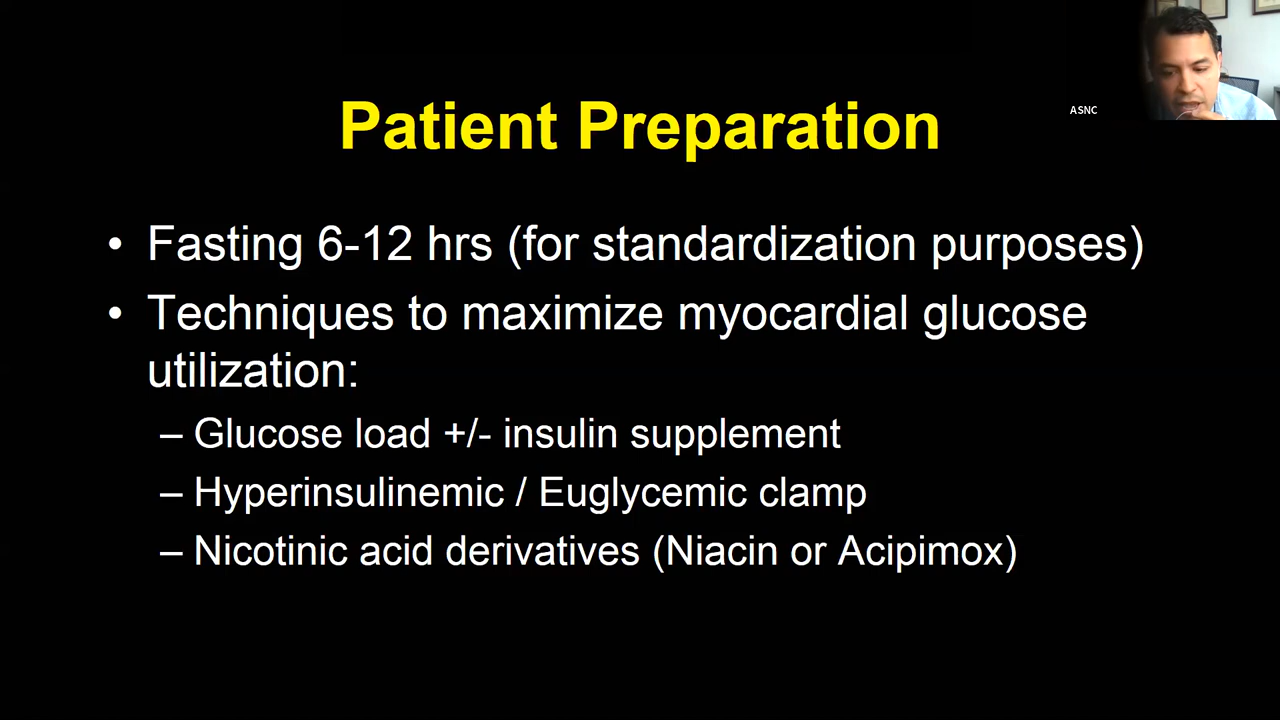 ASNC
Patient Preparation
• Fasting 6-12 hrs (for standardization purposes)
• Techniques to maximize myocardial glucose
utilization:
– Glucose load +/- insulin supplement
– Hyperinsulinemic / Euglycemic clamp
– Nicotinic acid derivatives (Niacin or Acipimox)